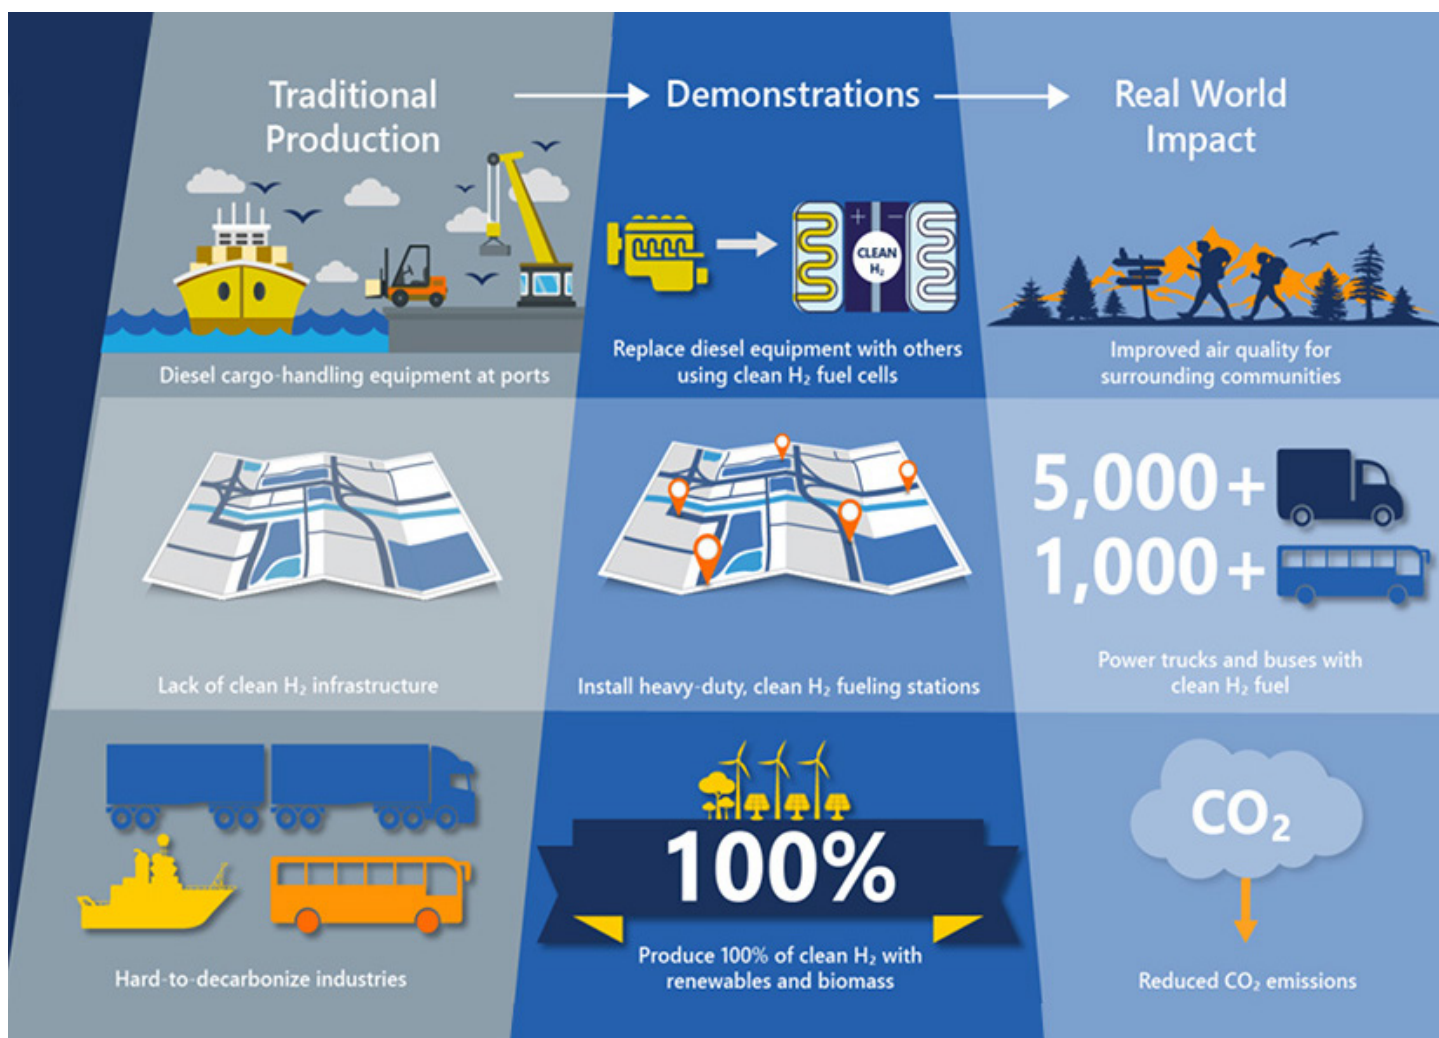 Traditional
Production
Demonstrations
Real World
Impact
+ −
CLEAN
H₂
Diesel cargo-handling equipment at ports
Replace diesel equipment with others
using clean H₂ fuel cells
Improved air quality for
surrounding communities
5,000+
1,000+
Lack of clean H₂ infrastructure
Install heavy-duty, clean H₂ fueling stations
Power trucks and buses with
clean H₂ fuel
100%
CO₂
Hard-to-decarbonize industries
Produce 100% of clean H₂ with
renewables and biomass
Reduced CO₂ emissions